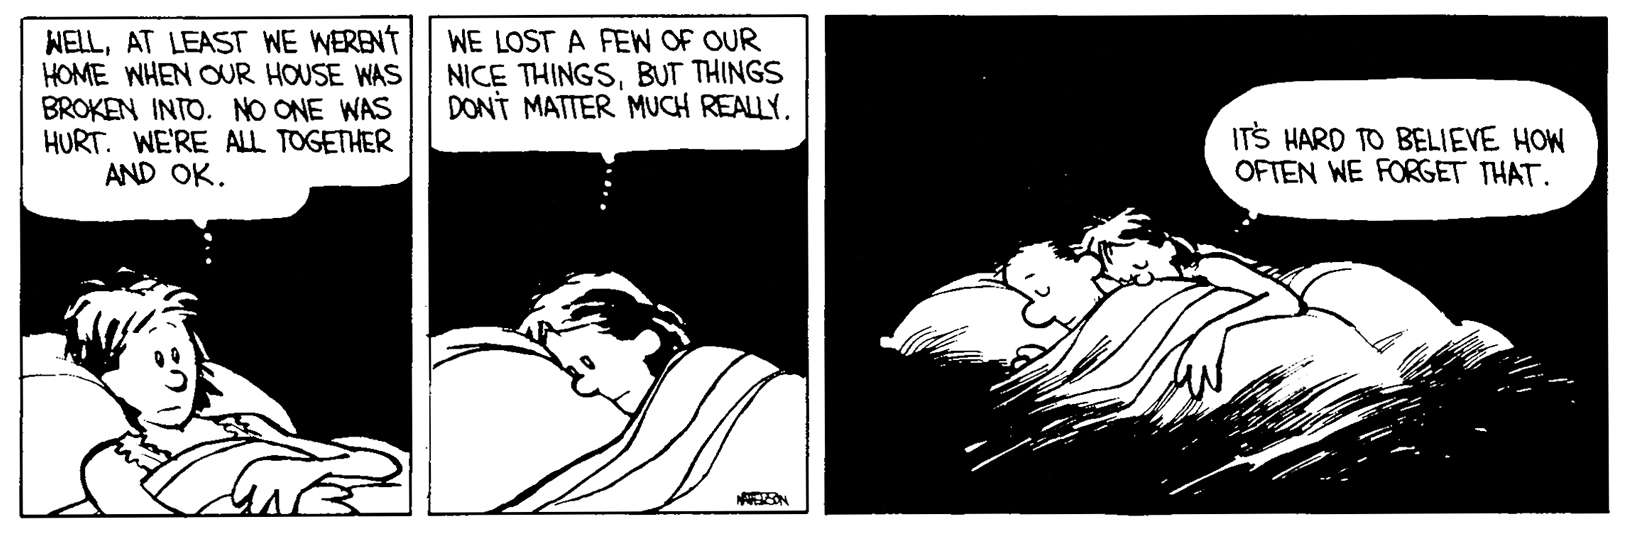 WELL, AT LEAST WE WEREN'T
HOME WHEN OUR HOUSE WAS
BROKEN INTO. NO ONE WAS
HURT. WE'RE ALL TOGETHER
AND OK.
WE LOST A FEW OF OUR
NICE THINGS, BUT THINGS
DON'T MATTER MUCH REALLY.
WATTERSON
IT'S HARD TO BELIEVE HOW
OFTEN WE FORGET THAT.